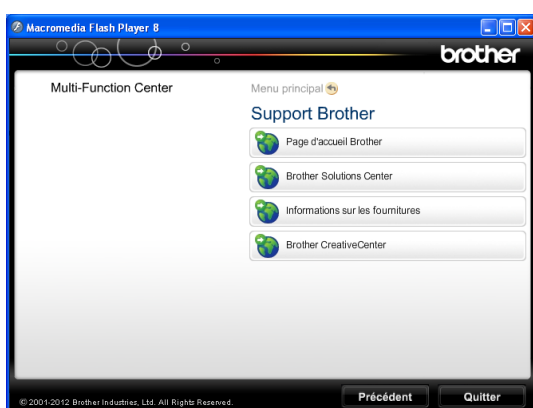 Macromedia Flash Player 8
brother
Multi-Function Center
Menu principal
Support Brother
Page d'accueil Brother
Brother Solutions Center
Informations sur les fournitures
Brother CreativeCenter
© 2001-2012 Brother Industries, Ltd. All Rights Reserved.
Précédent
Quitter